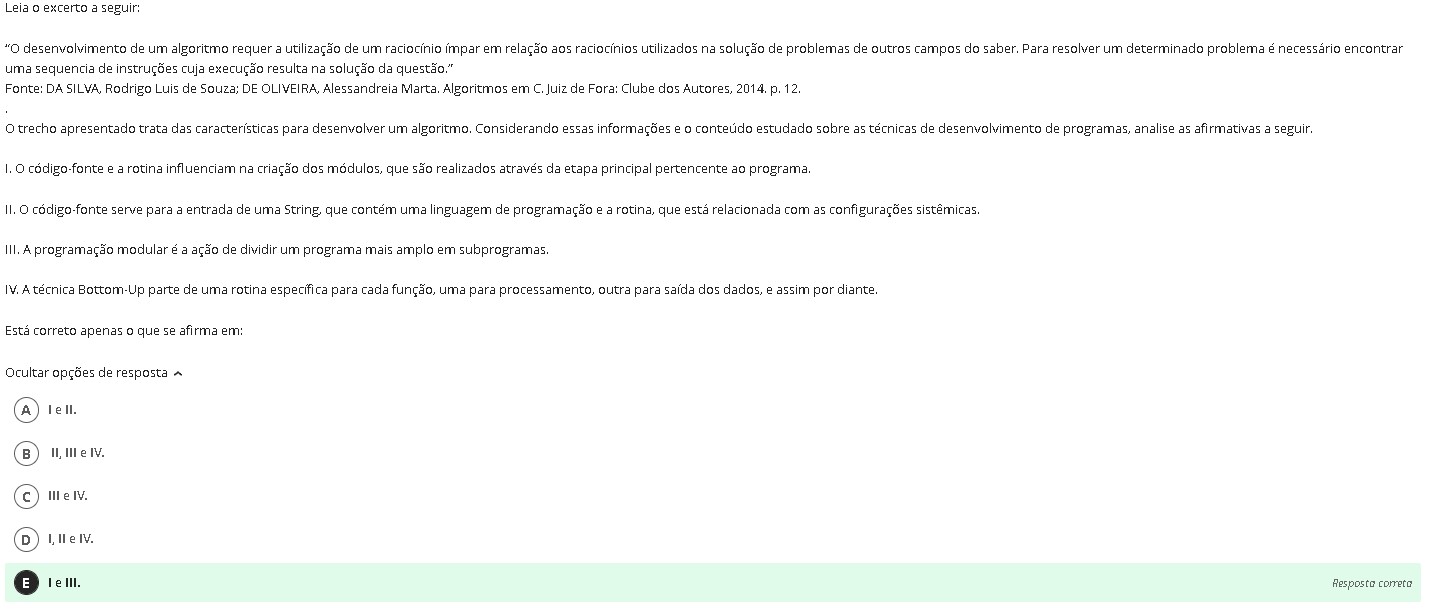 Leia o excerto a seguir:
“O desenvolvimento de um algoritmo requer a utilização de um raciocínio ímpar em relação aos raciocínios utilizados na solução de problemas de outros campos do saber. Para resolver um determinado problema é necessário encontrar
uma sequencia de instruções cuja execução resulta na solução da questão.”
Fonte: DA SILVA, Rodrigo Luis de Souza; DE OLIVEIRA, Alessandreia Marta. Algoritmos em C. Juiz de Fora: Clube dos Autores, 2014. p. 12.
.
O trecho apresentado trata das características para desenvolver um algoritmo. Considerando essas informações e o conteúdo estudado sobre as técnicas de desenvolvimento de programas, analise as afirmativas a seguir.
I. O código-fonte e a rotina influenciam na criação dos módulos, que são realizados através da etapa principal pertencente ao programa.
II. O código-fonte serve para a entrada de uma String, que contém uma linguagem de programação e a rotina, que está relacionada com as configurações sistêmicas.
III. A programação modular é a ação de dividir um programa mais amplo em subprogramas.
IV. A técnica Bottom-Up parte de uma rotina específica para cada função, uma para processamento, outra para saída dos dados, e assim por diante.
Está correto apenas o que se afirma em:
Ocultar opções de resposta
A I e II.
B II, III e IV.
C III e IV.
D I, II e IV.
E I e III. Resposta correta